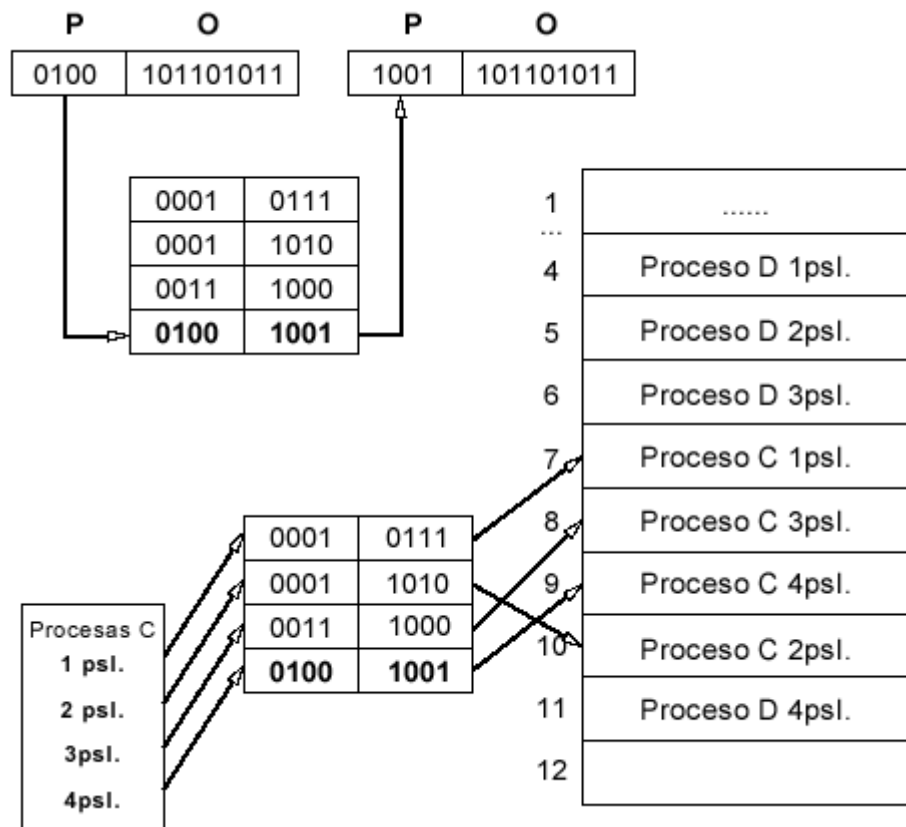 P O P O
0100 101101011 1001 101101011
0001 0111
0001 1010
0011 1000
0100 1001
1 ......
...
4 Proceso D 1psl.
5 Proceso D 2psl.
6 Proceso D 3psl.
7 Proceso C 1psl.
8 Proceso C 3psl.
9 Proceso C 4psl.
10 Proceso C 2psl.
11 Proceso D 4psl.
12
0001 0111
0001 1010
0011 1000
0100 1001
Procesas C
1 psl.
2 psl.
3psl.
4psl.